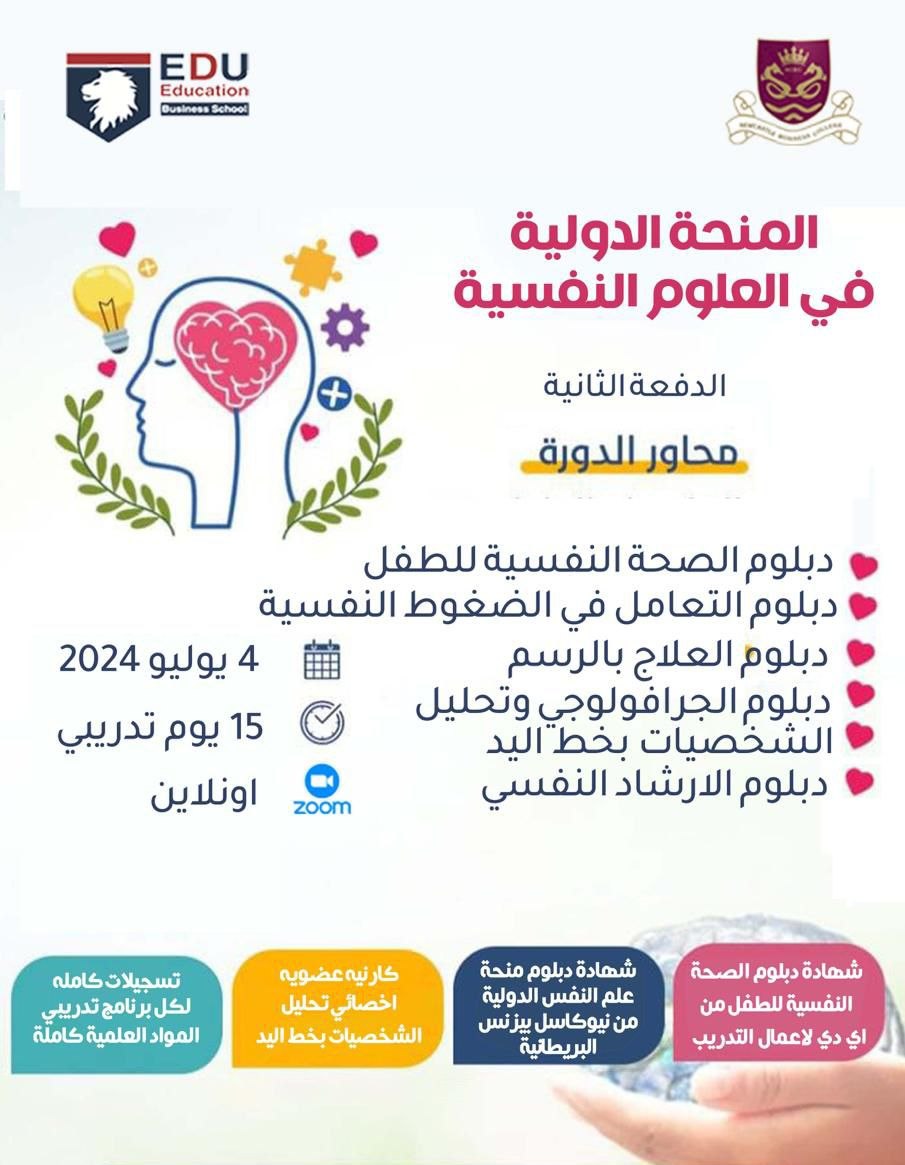 EDU
Education
Business School
NEWCASTLE BUSINESS COLLEGE
المنحة الدولية
في العلوم النفسية
الدفعة الثانية
محاور الدورة
دبلوم الصحة النفسية للطفل
دبلوم التعامل في الضغوط النفسية
دبلوم العلاج بالرسم
دبلوم الجرافولوجي وتحليل
الشخصيات بخط اليد
دبلوم الارشاد النفسي
4 يوليو 2024
15 يوم تدريبي
اونلاين
zoom
شهادة دبلوم الصحة
النفسية للطفل من
اي دي لاعمال التدريب
شهادة دبلوم منحة
علم النفس الدولية
من نيوكاسل بيزنس
البريطانية
كارنيه عضويه
اخصائي تحليل
الشخصيات بخط اليد
تسجيلات كامله
لكل برنامج تدريبي
المواد العلمية كاملة